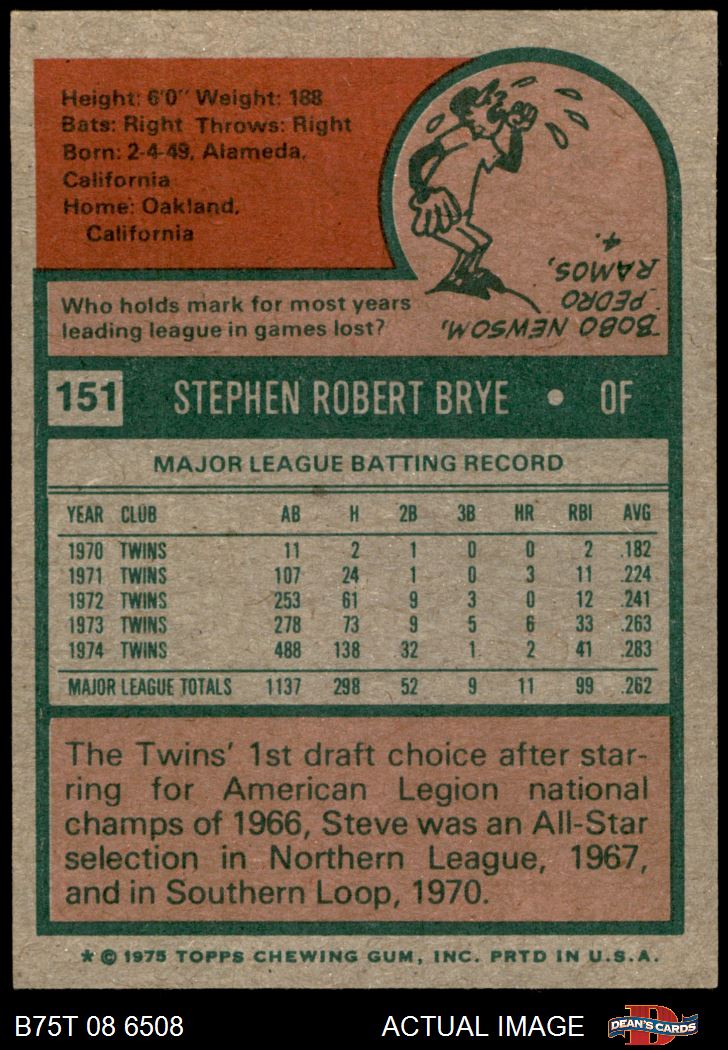 Height: 6'0" Weight: 188
Bats: Right Throws: Right
Born: 2-4-49, Alameda,
California
Home: Oakland,
California
Who holds mark for most years
leading league in games lost?
BOBO NEWSOM,
PEDRO
RAMOS,
4.
151 STEPHEN ROBERT BRYE • OF
MAJOR LEAGUE BATTING RECORD
YEAR CLUB AB H 2B 3B HR RBI AVG
1970 TWINS 11 2 1 0 0 2 .182
1971 TWINS 107 24 1 0 3 11 .224
1972 TWINS 253 61 9 3 0 12 .241
1973 TWINS 278 73 9 5 6 33 .263
1974 TWINS 488 138 32 1 2 41 .283
MAJOR LEAGUE TOTALS 1137 298 52 9 11 99 .262
The Twins' 1st draft choice after star-
ring for American Legion national
champs of 1966, Steve was an All-Star
selection in Northern League, 1967,
and in Southern Loop, 1970.
* © 1975 TOPPS CHEWING GUM, INC. PRTD IN U.S.A.
B75T 08 6508 ACTUAL IMAGE D DEAN'S CARDS